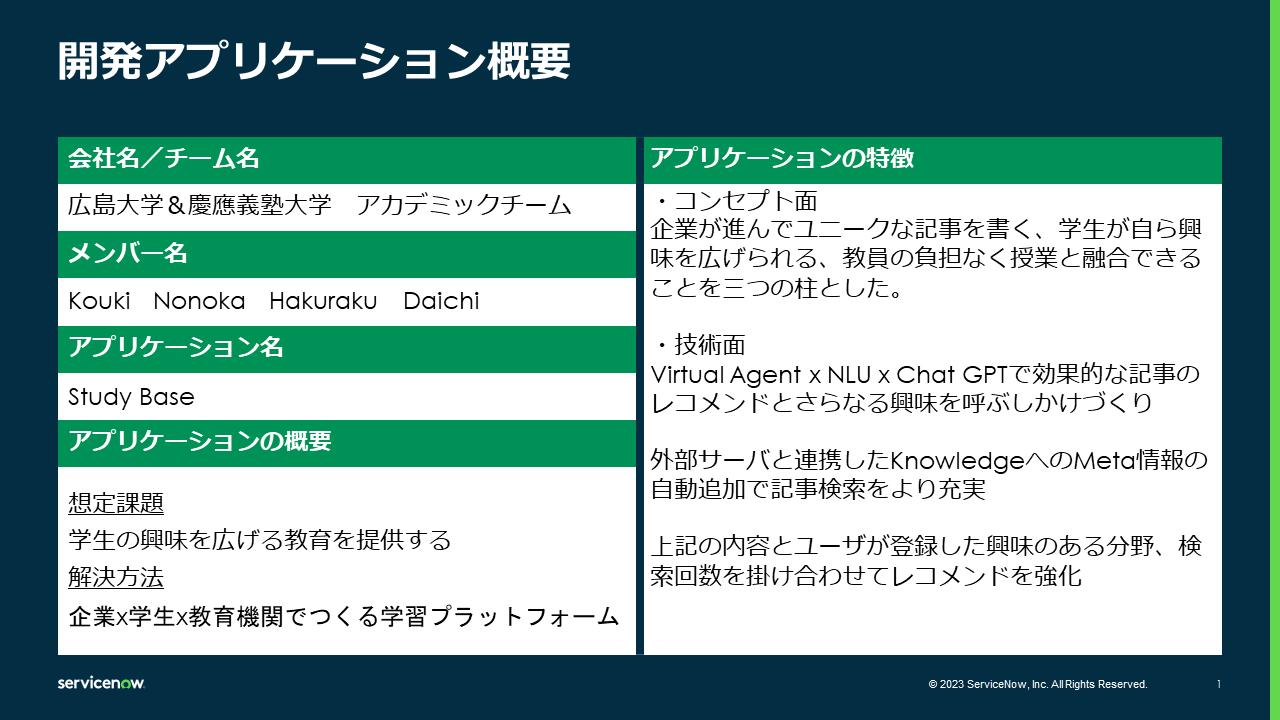 開発アプリケーション概要
会社名／チーム名
広島大学＆慶應義塾大学　アカデミックチーム
メンバー名
Kouki　Nonoka　Hakuraku　Daichi
アプリケーション名
Study Base
アプリケーションの概要
想定課題
学生の興味を広げる教育を提供する
解決方法
企業x学生x教育機関でつくる学習プラットフォーム
アプリケーションの特徴
・コンセプト面
企業が進んでユニークな記事を書く、学生が自ら興
味を広げられる、教員の負担なく授業と融合できる
ことを三つの柱とした。
・技術面
Virtual Agent x NLU x Chat GPTで効果的な記事の
レコメンドとさらなる興味を呼ぶしかけづくり
外部サーバと連携したKnowledgeへのMeta情報の
自動追加で記事検索をより充実
上記の内容とユーザが登録した興味のある分野、検
索回数を掛け合わせてレコメンドを強化
servicenow.
© 2023 ServiceNow, Inc. All Rights Reserved.
1